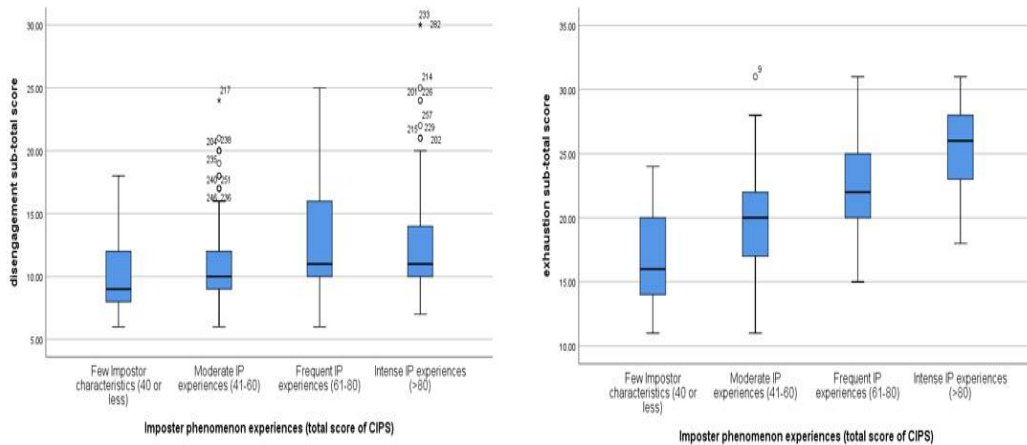 30.00
25.00
20.00
15.00
10.00
5.00
disengagement sub-total score
233
282
217
204 238
235
240 251
246 236
214
201 226
257
215 229
202
Few Impostor
characteristics (40 or
less)
Moderate IP
experiences (41-60)
Frequent IP
experiences (61-80)
Intense IP experiences
(>80)
Imposter phenomenon experiences (total score of CIPS)
35.00
30.00
25.00
20.00
15.00
10.00
exhaustion sub-total score
9
Few Impostor
characteristics (40 or
less)
Moderate IP
experiences (41-60)
Frequent IP
experiences (61-80)
Intense IP experiences
(>80)
Imposter phenomenon experiences (total score of CIPS)